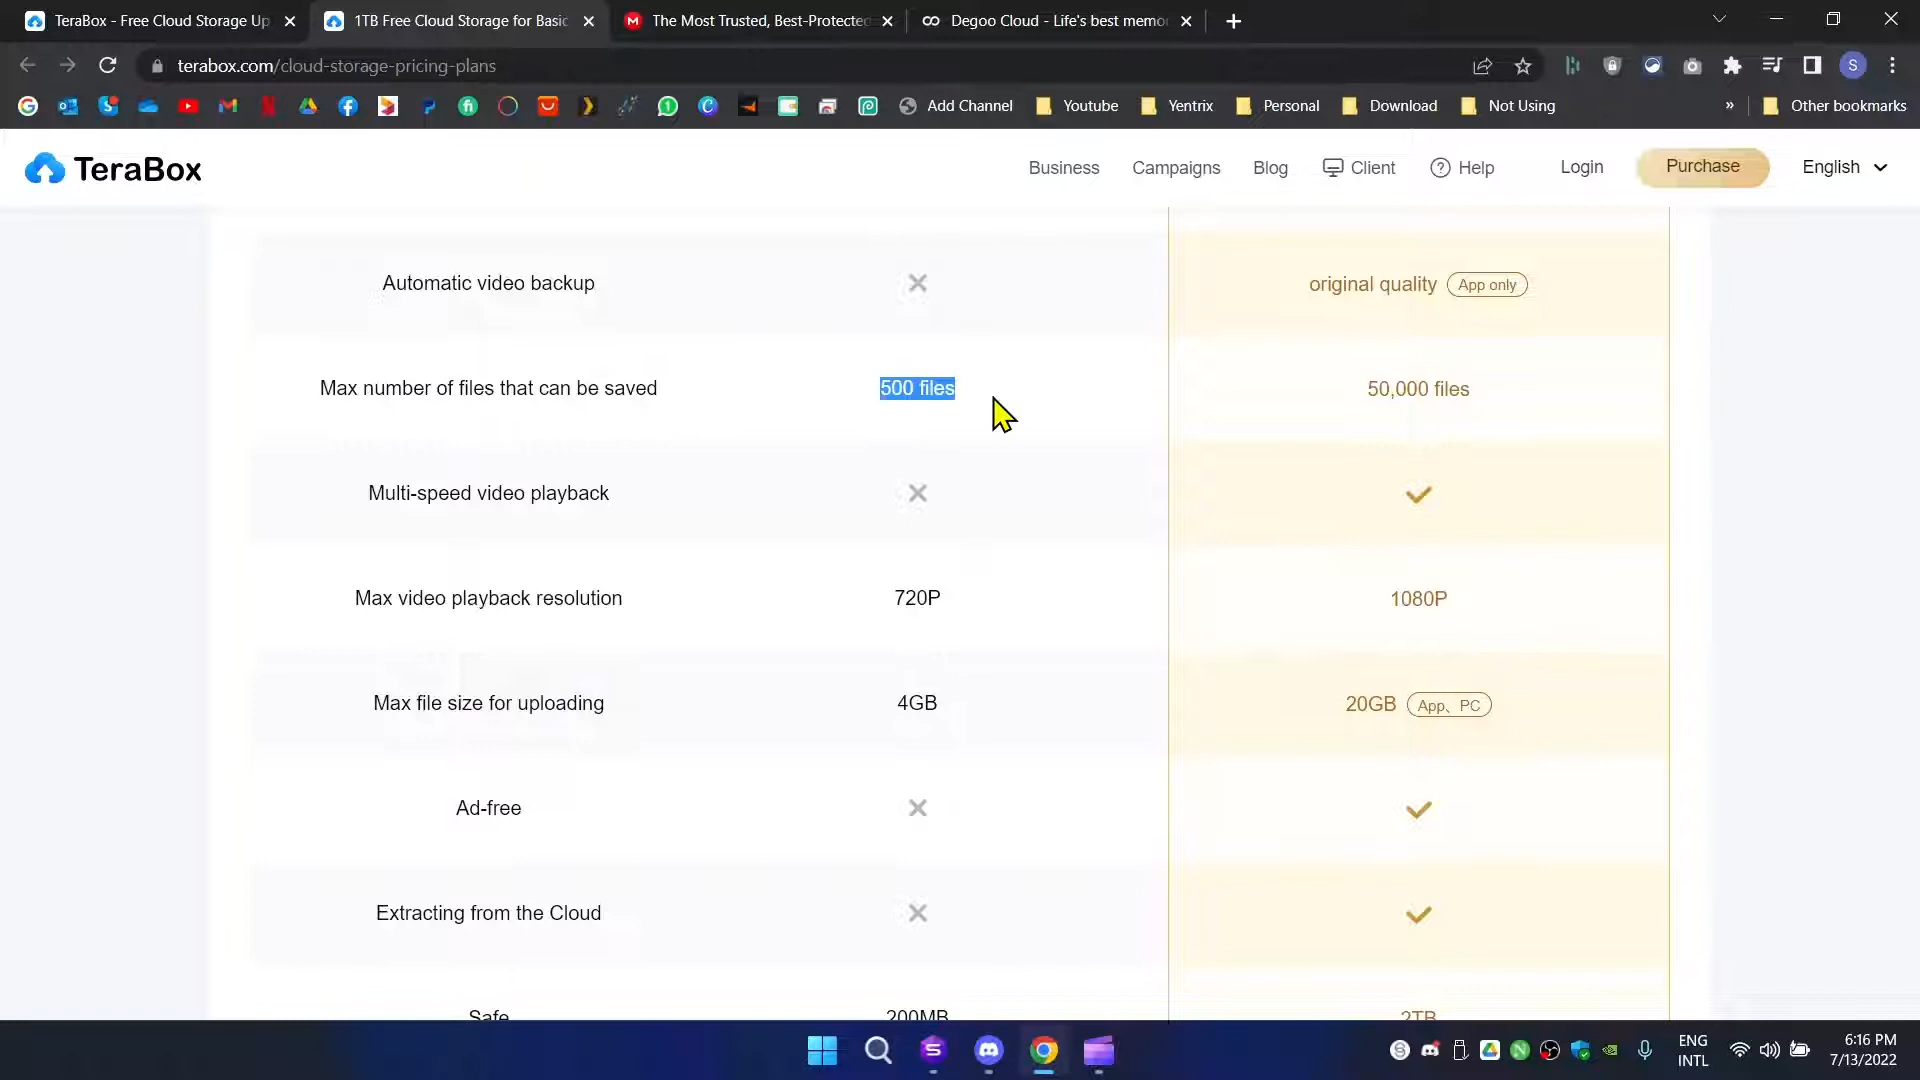 TeraBox - Free Cloud Storage Up
1TB Free Cloud Storage for Basic
The Most Trusted, Best-Protected
Degoo Cloud - Life's best memo
terabox.com/cloud-storage-pricing-plans
S
Add Channel
Youtube
Yentrix
Personal
Download
Not Using
»
Other bookmarks
TeraBox
Business
Campaigns
Blog
Client
Help
Login
Purchase
English
Automatic video backup
original quality App only
Max number of files that can be saved
500 files
50,000 files
Multi-speed video playback
Max video playback resolution
720P
1080P
Max file size for uploading
4GB
20GB App、PC
Ad-free
Extracting from the Cloud
Safe
200MB
2TB
ENG
INTL
6:16 PM
7/13/2022